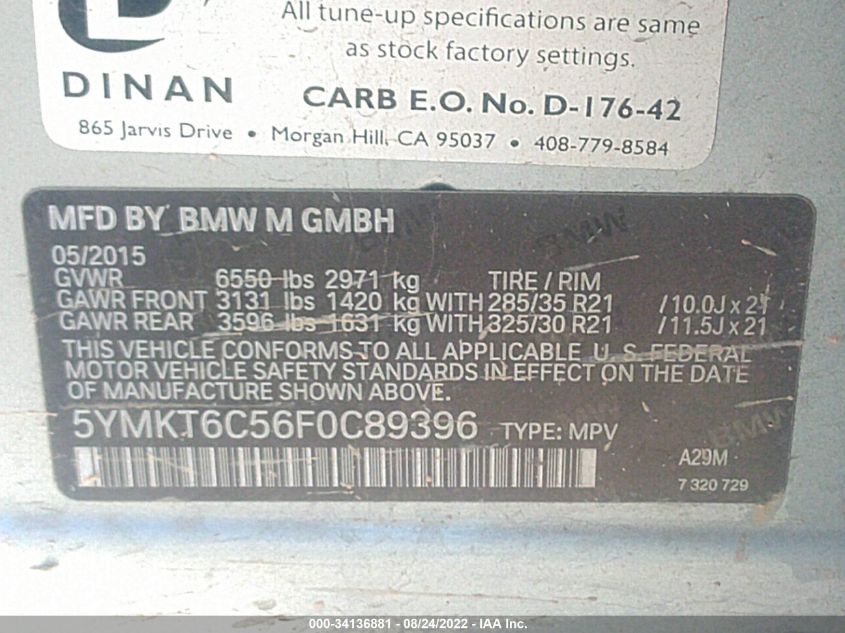 All tune-up specifications are same
as stock factory settings.
DINAN
CARB E.O. No. D-176-42
865 Jarvis Drive • Morgan Hill, CA 95037 • 408-779-8584
MFD BY BMW M GMBH
05/2015
GVWR 6550 lbs 2971 kg TIRE / RIM
GAWR FRONT 3131 lbs 1420 kg WITH 285/35 R21 /10.0J x 21
GAWR REAR 3596 lbs 1631 kg WITH 325/30 R21 /11.5J x 21
THIS VEHICLE CONFORMS TO ALL APPLICABLE U. S. FEDERAL
MOTOR VEHICLE SAFETY STANDARDS IN EFFECT ON THE DATE
OF MANUFACTURE SHOWN ABOVE.
5YMKT6C56F0C89396 TYPE: MPV
A29M
7 320 729
000-34136881 - 08/24/2022 - IAA Inc.